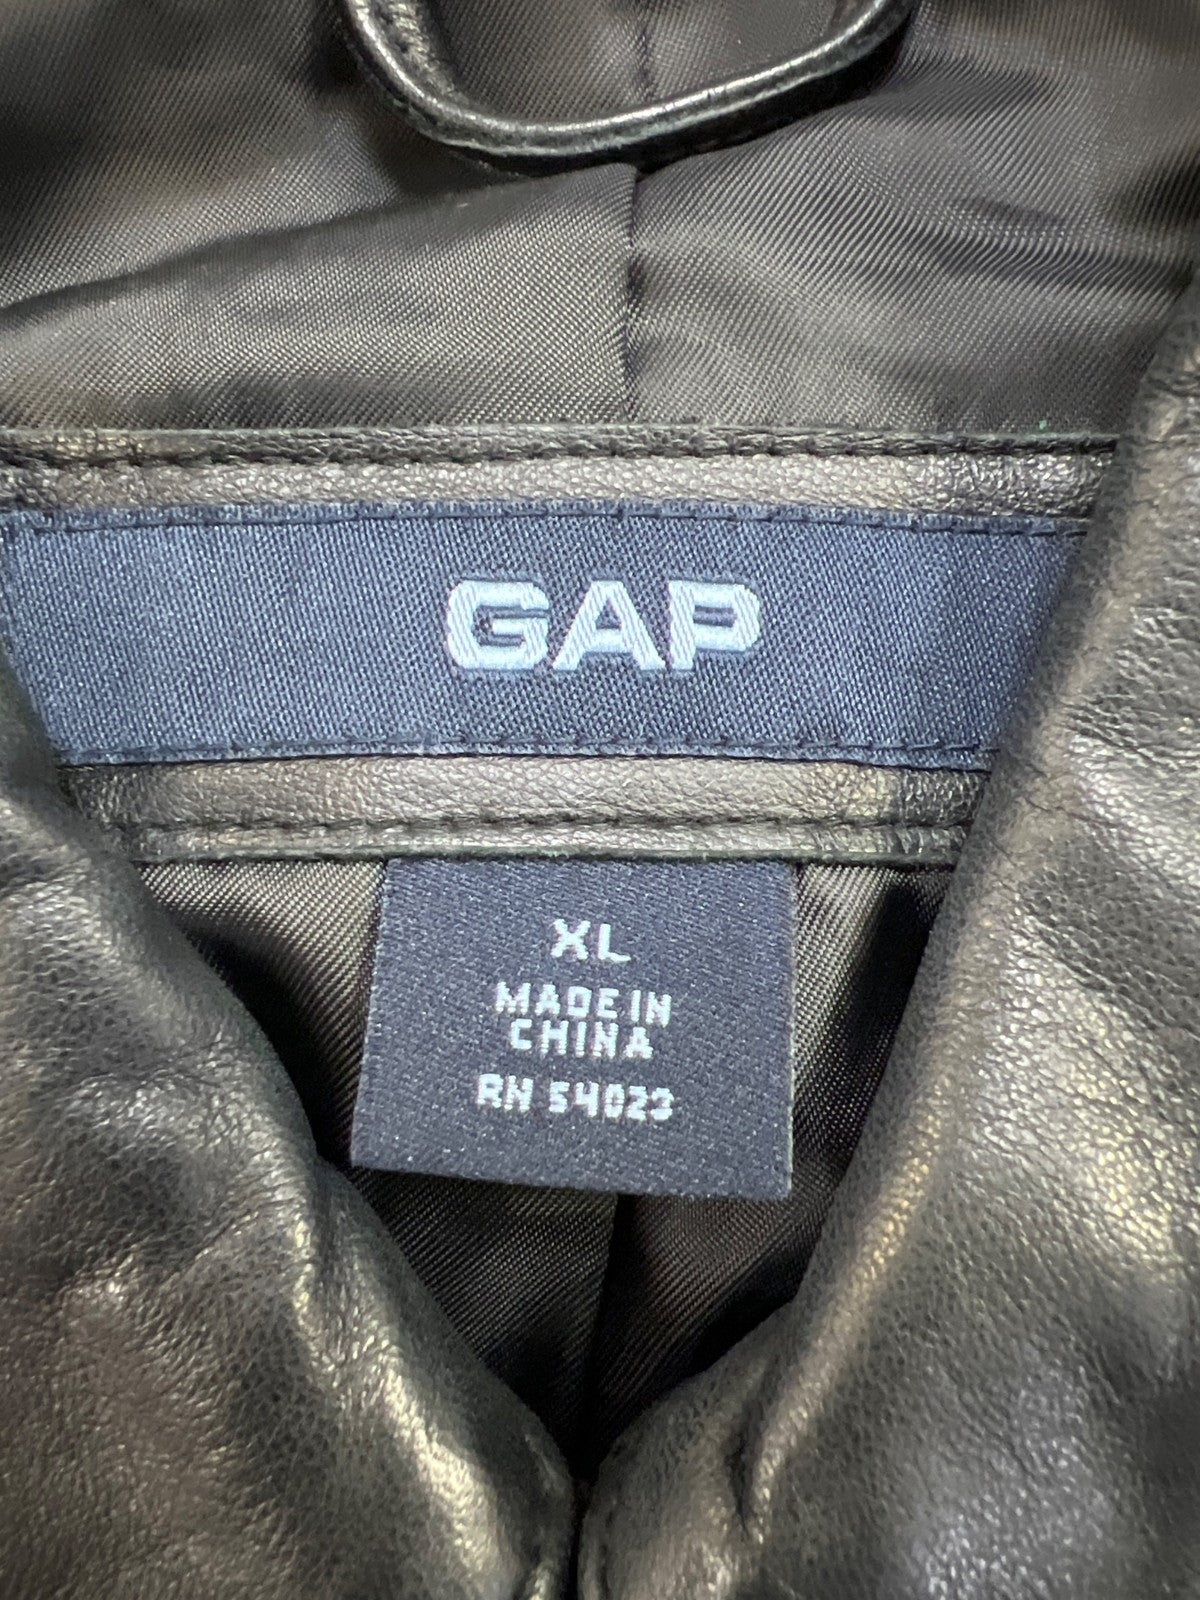 GAP
XL
MADE IN
CHINA
RN 54023